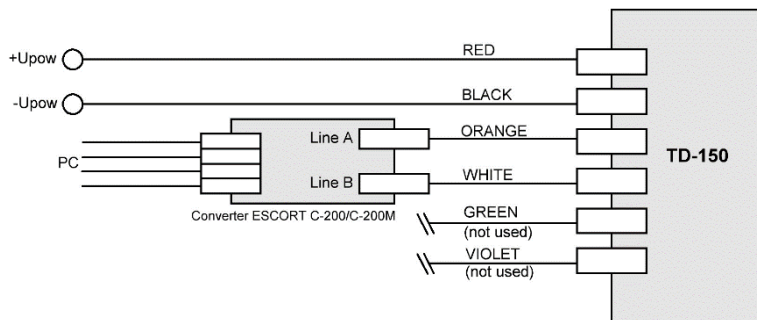 +Upow
RED
-Upow
BLACK
Line A
ORANGE
TD-150
PC
Line B
WHITE
Converter ESCORT C-200/C-200M
GREEN
(not used)
VIOLET
(not used)